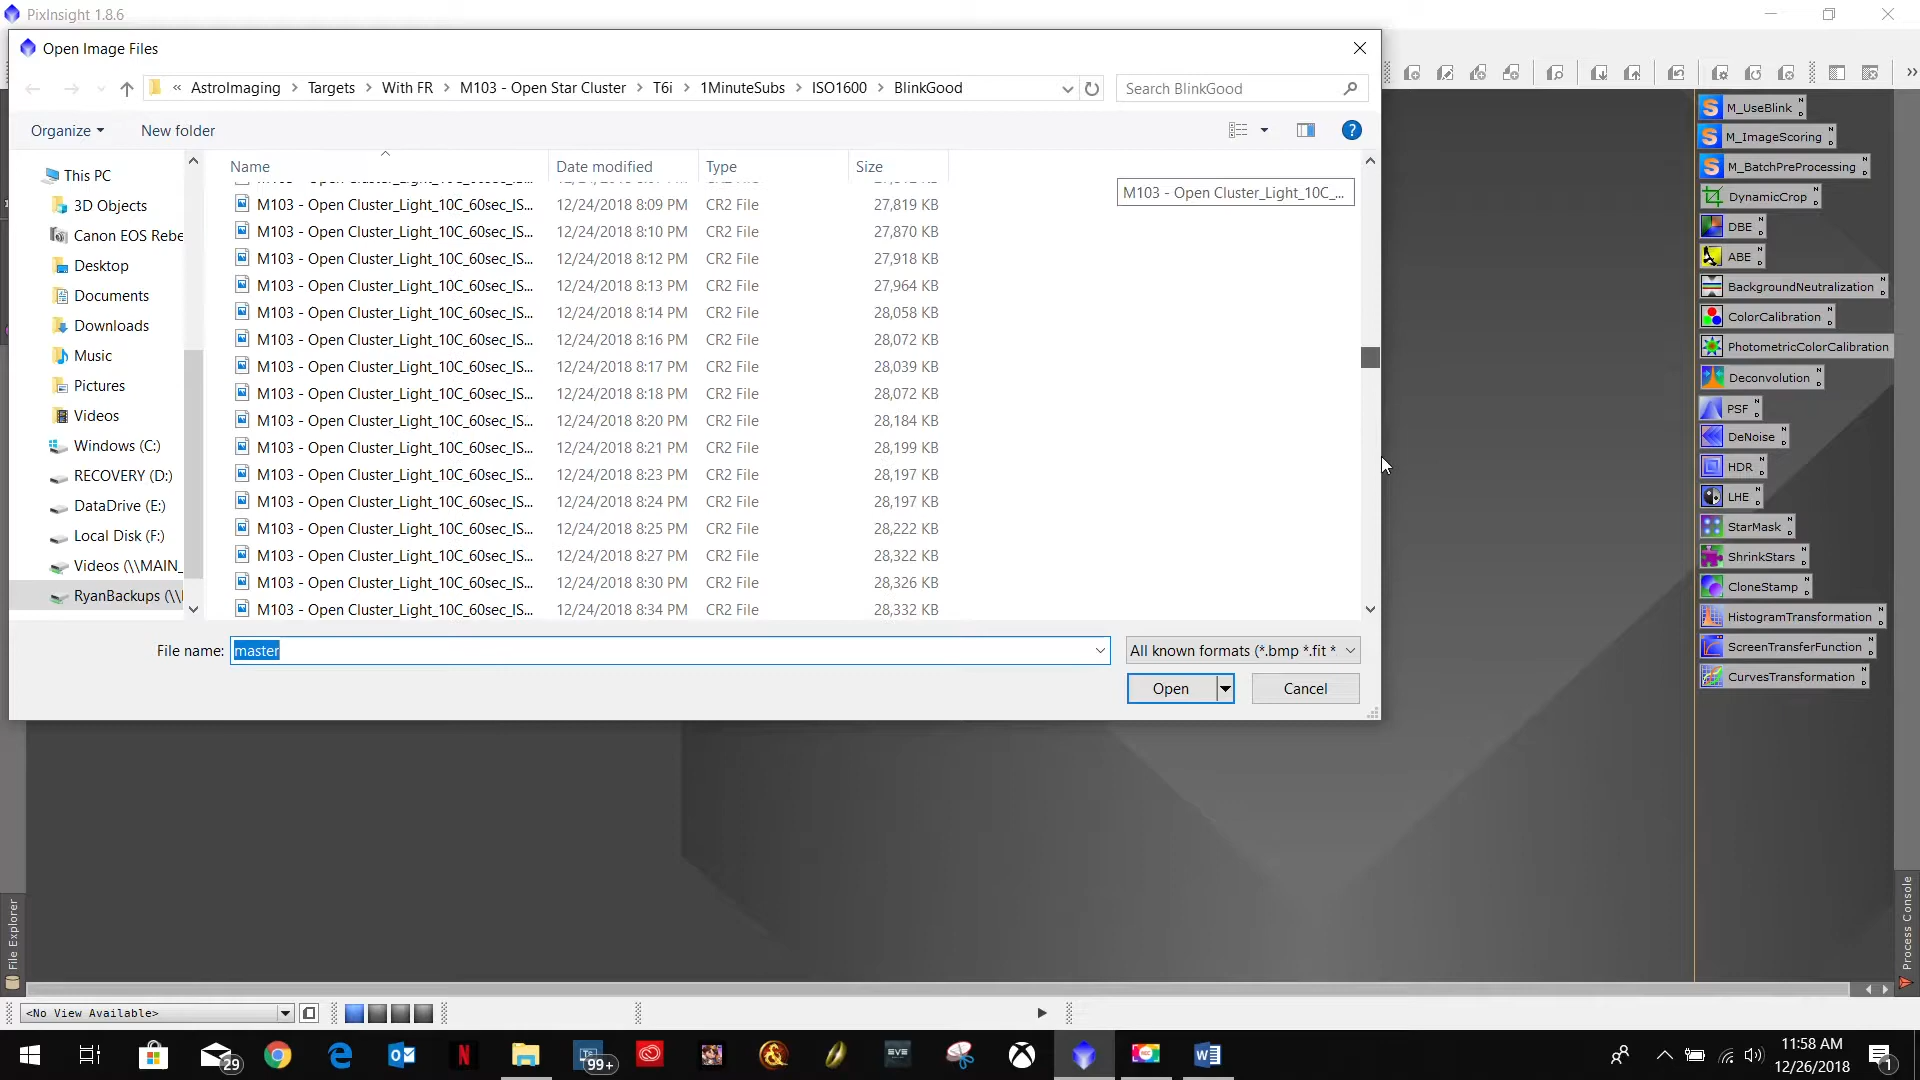 PixInsight 1.8.6
Open Image Files
« AstroImaging > Targets > With FR > M103 - Open Star Cluster > T6i > 1MinuteSubs > ISO1600 > BlinkGood
Search BlinkGood
Organize
New folder
Name Date modified Type Size
M103 - Open Cluster_Light_10C_...
M103 - Open Cluster_Light_10C_60sec_IS... 12/24/2018 8:09 PM CR2 File 27,819 KB
M103 - Open Cluster_Light_10C_60sec_IS... 12/24/2018 8:10 PM CR2 File 27,870 KB
M103 - Open Cluster_Light_10C_60sec_IS... 12/24/2018 8:12 PM CR2 File 27,918 KB
M103 - Open Cluster_Light_10C_60sec_IS... 12/24/2018 8:13 PM CR2 File 27,964 KB
M103 - Open Cluster_Light_10C_60sec_IS... 12/24/2018 8:14 PM CR2 File 28,058 KB
M103 - Open Cluster_Light_10C_60sec_IS... 12/24/2018 8:16 PM CR2 File 28,072 KB
M103 - Open Cluster_Light_10C_60sec_IS... 12/24/2018 8:17 PM CR2 File 28,039 KB
M103 - Open Cluster_Light_10C_60sec_IS... 12/24/2018 8:18 PM CR2 File 28,072 KB
M103 - Open Cluster_Light_10C_60sec_IS... 12/24/2018 8:20 PM CR2 File 28,184 KB
M103 - Open Cluster_Light_10C_60sec_IS... 12/24/2018 8:21 PM CR2 File 28,199 KB
M103 - Open Cluster_Light_10C_60sec_IS... 12/24/2018 8:23 PM CR2 File 28,197 KB
M103 - Open Cluster_Light_10C_60sec_IS... 12/24/2018 8:24 PM CR2 File 28,197 KB
M103 - Open Cluster_Light_10C_60sec_IS... 12/24/2018 8:25 PM CR2 File 28,222 KB
M103 - Open Cluster_Light_10C_60sec_IS... 12/24/2018 8:27 PM CR2 File 28,322 KB
M103 - Open Cluster_Light_10C_60sec_IS... 12/24/2018 8:30 PM CR2 File 28,326 KB
M103 - Open Cluster_Light_10C_60sec_IS... 12/24/2018 8:34 PM CR2 File 28,332 KB
This PC
3D Objects
Canon EOS Rebe
Desktop
Documents
Downloads
Music
Pictures
Videos
Windows (C:)
RECOVERY (D:)
DataDrive (E:)
Local Disk (F:)
Videos (\\MAIN_
RyanBackups (\\
File name: master
All known formats (*.bmp *.fit *
Open
Cancel
M_UseBlink
M_ImageScoring
M_BatchPreProcessing
DynamicCrop
DBE
ABE
BackgroundNeutralization
ColorCalibration
PhotometricColorCalibration
Deconvolution
PSF
DeNoise
HDR
LHE
StarMask
ShrinkStars
CloneStamp
HistogramTransformation
ScreenTransferFunction
CurvesTransformation
File Explorer
Process Console
<No View Available>
29
99+
EVE
11:58 AM
12/26/2018
1